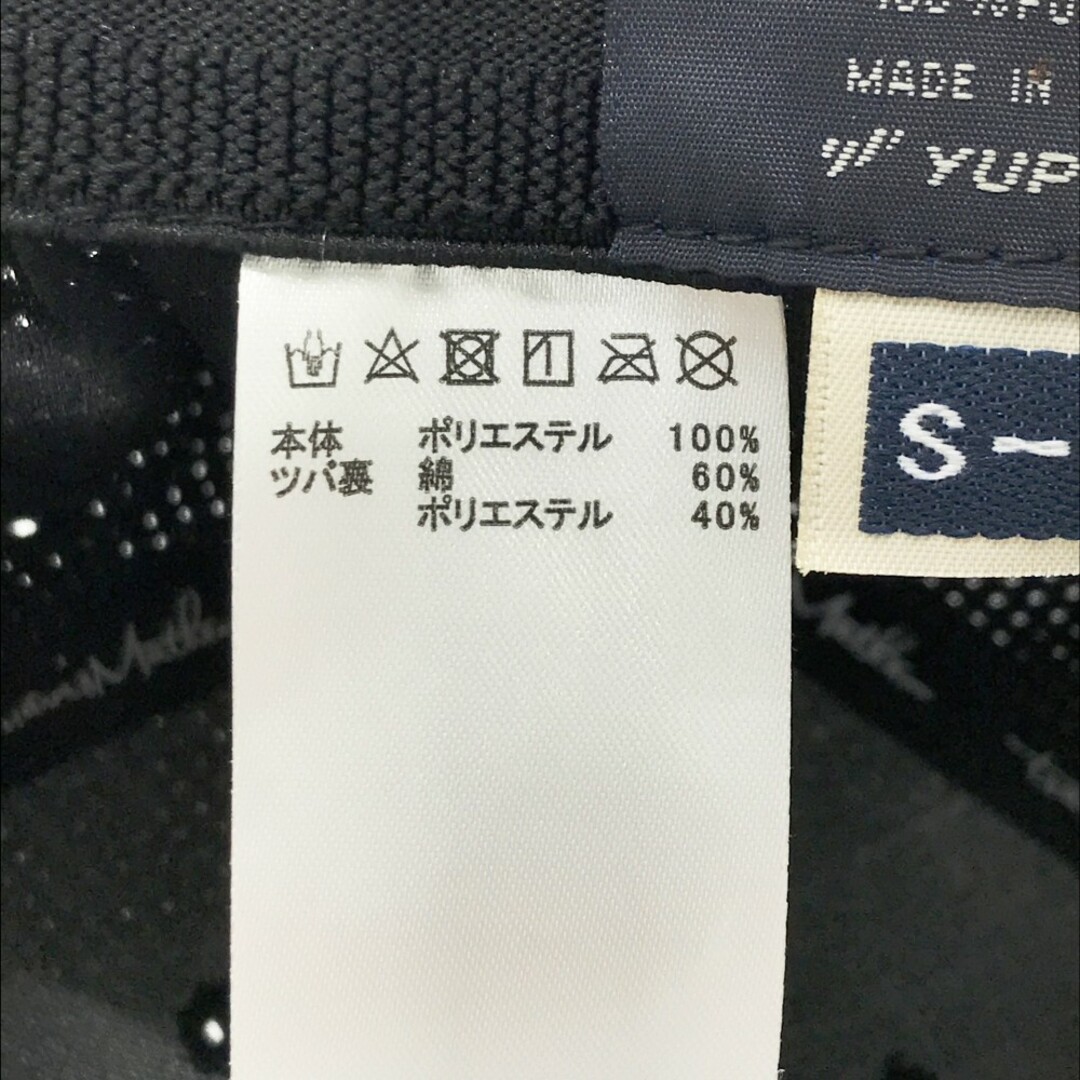 MADE IN
YUP
本体 ポリエステル 100%
ツバ裏 綿 60%
ポリエステル 40%
S-